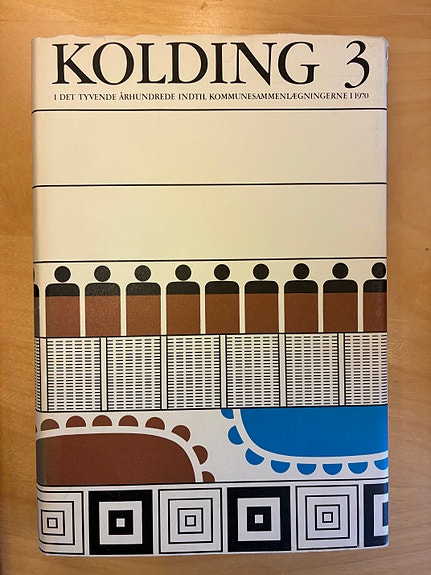 KOLDING 3
I DET TYVENDE ÅRHUNDREDE INDTIL KOMMUNESAMMENLÆGNINGERNE I 1970